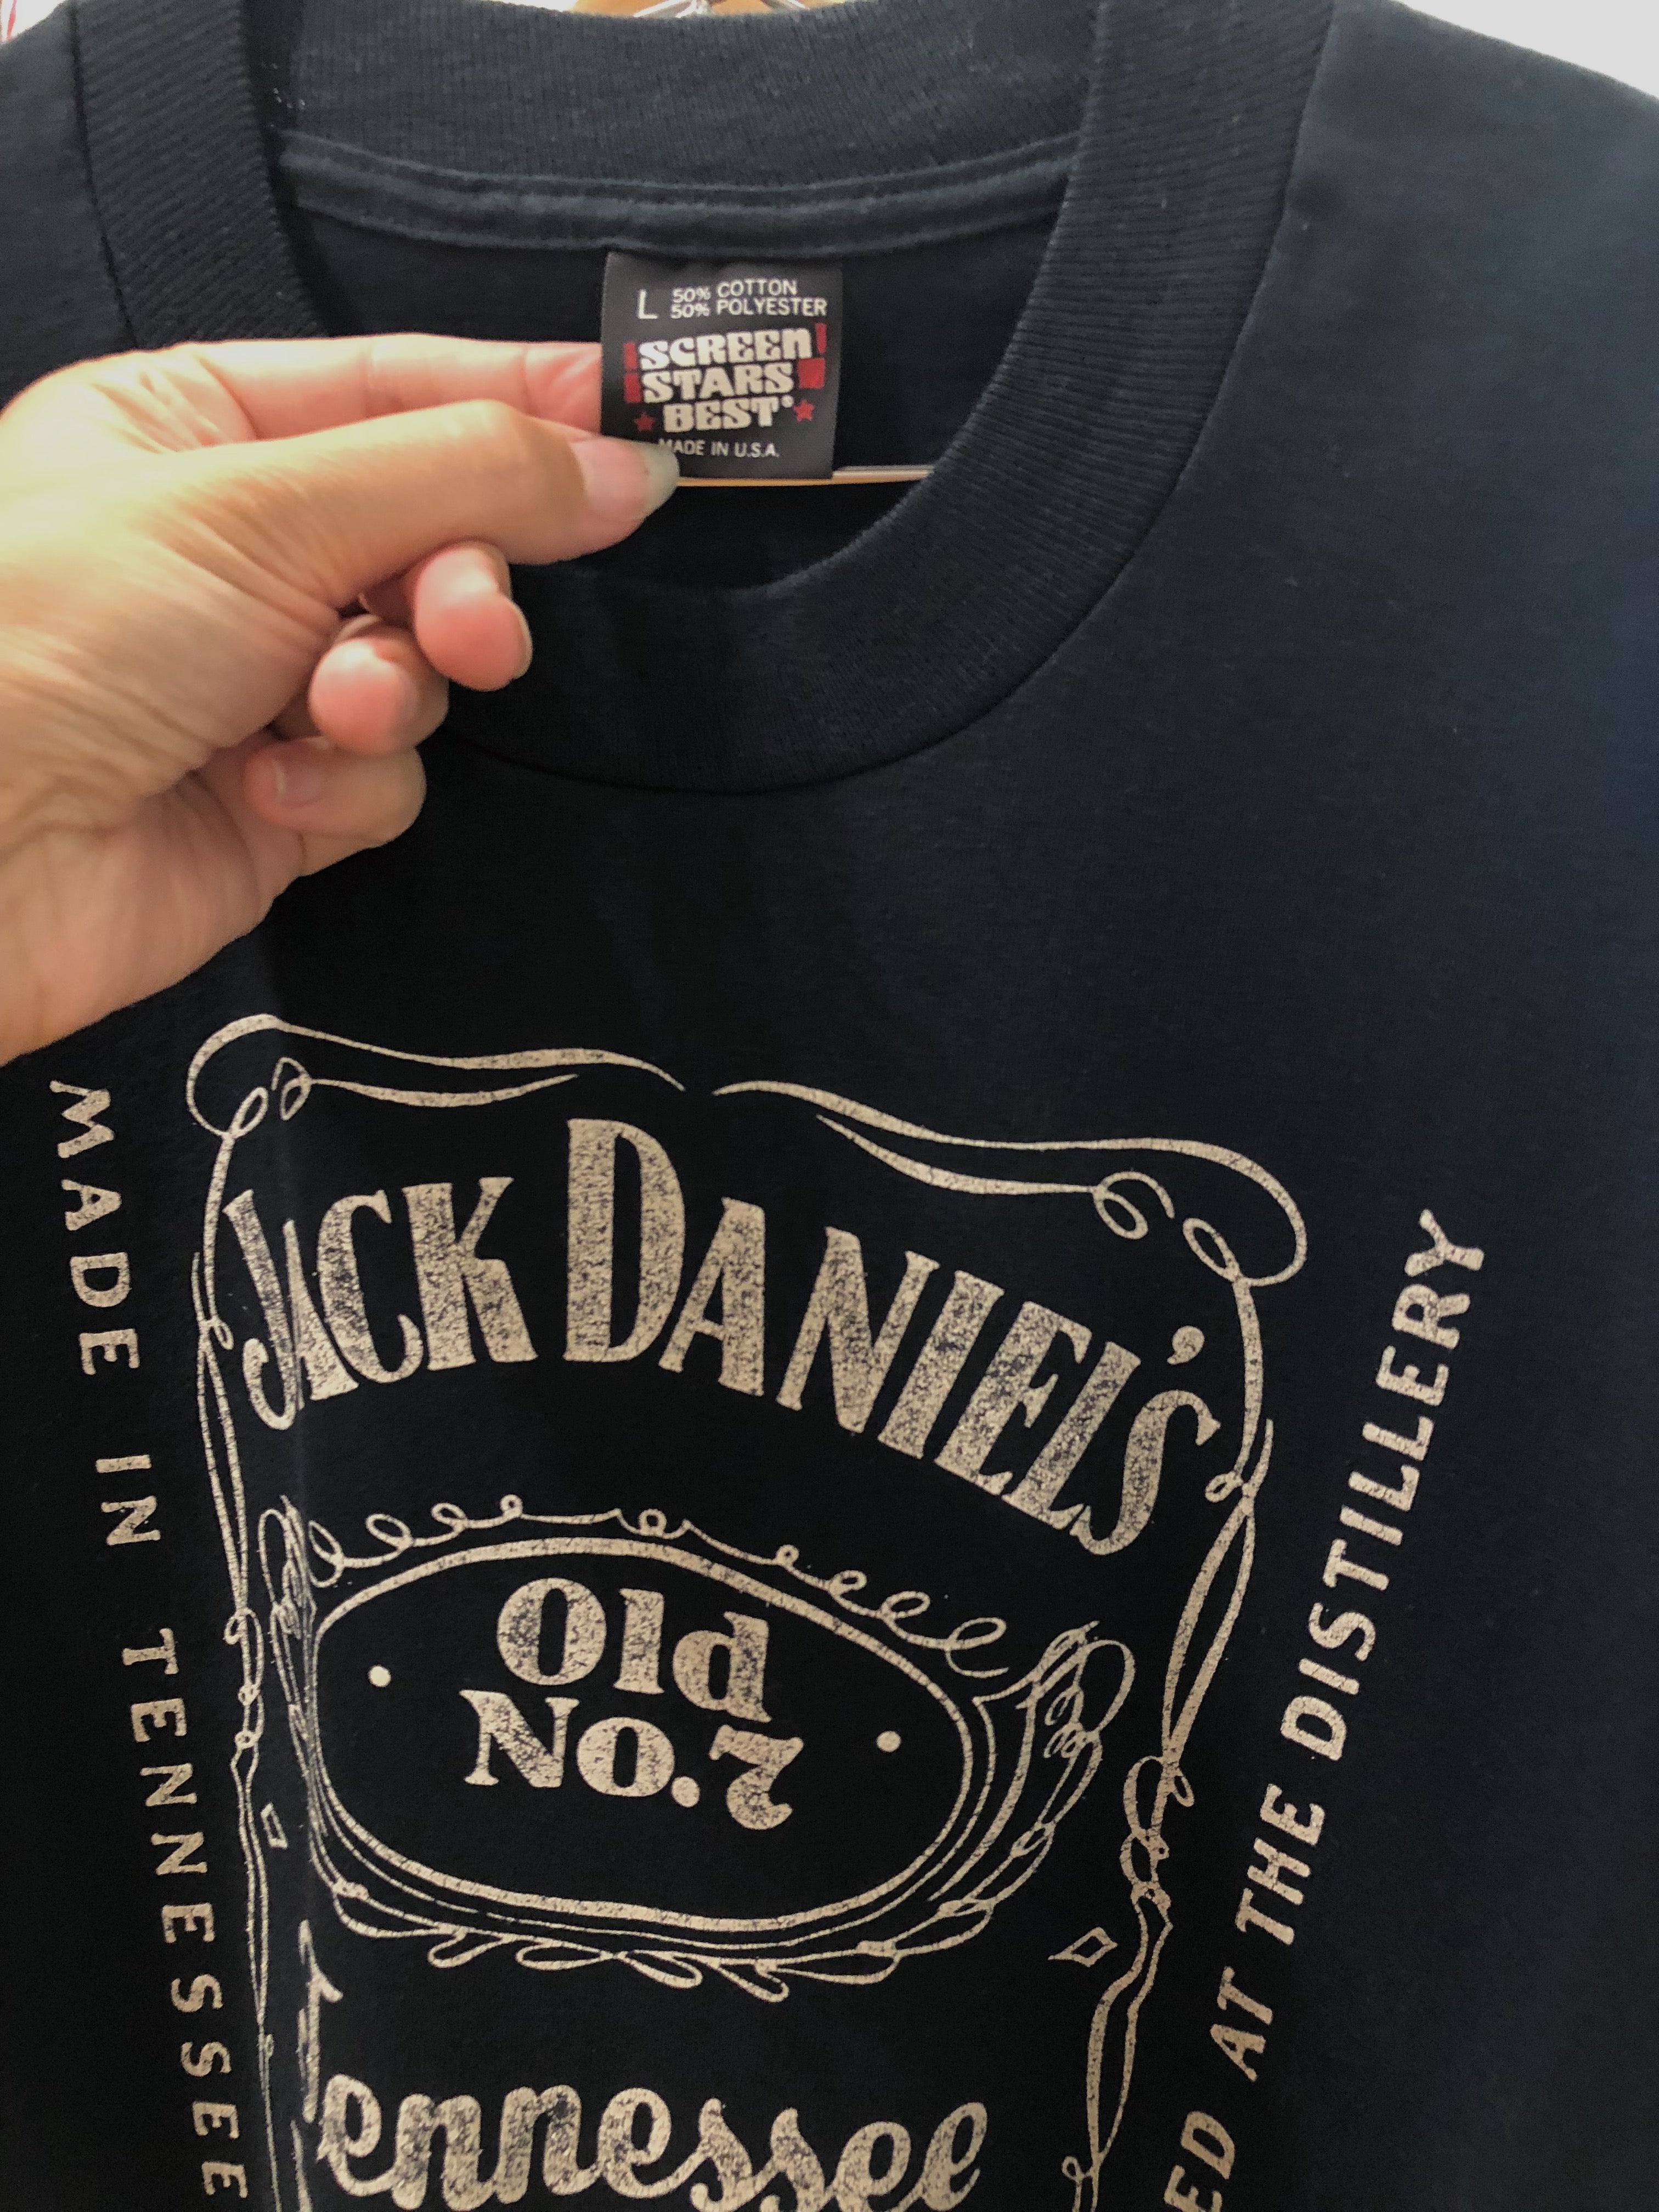 L 50% COTTON
50% POLYESTER
SCREEN
STARS
BEST®
MADE IN U.S.A.
MADE IN TENNESSEE
JACK DANIEL'S
Old
No.7
Tennessee
AT THE DISTILLERY